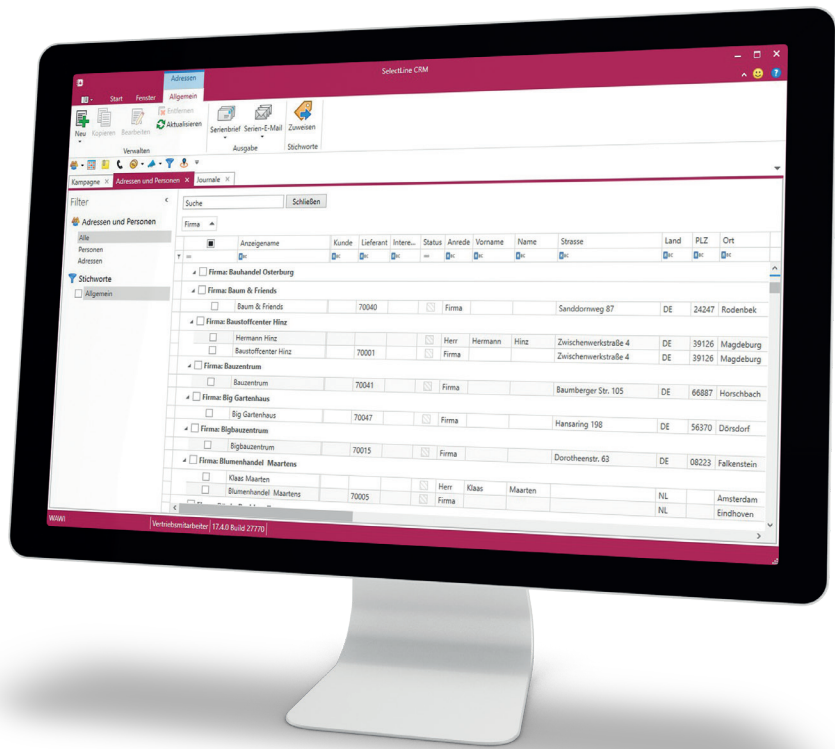 SelectLine CRM
Adressen
Start Fenster Allgemein
Neu Kopieren Bearbeiten Entfernen Aktualisieren Serienbrief Serien-E-Mail Zuweisen
Verwalten Ausgabe Stichworte
Kampagne × Adressen und Personen × Journale ×
Filter
Adressen und Personen
Alle
Personen
Adressen
Stichworte
Allgemein
Suche Schließen
Firma
Anzeigename Kunde Lieferant Intere... Status Anrede Vorname Name Strasse Land PLZ Ort
Firma: Bauhandel Osterburg
Firma: Baum & Friends
Baum & Friends 70040 Firma Sanddornweg 87 DE 24247 Rodenbek
Firma: Baustoffcenter Hinz
Hermann Hinz Herr Hermann Hinz Zwischenwerkstraße 4 DE 39126 Magdeburg
Baustoffcenter Hinz 70001 Firma Zwischenwerkstraße 4 DE 39126 Magdeburg
Firma: Bauzentrum
Bauzentrum 70041 Firma Baumberger Str. 105 DE 66887 Horschbach
Firma: Big Gartenhaus
Big Gartenhaus 70047 Firma Hansaring 198 DE 56370 Dörsdorf
Firma: Bigbauzentrum
Bigbauzentrum 70015 Firma Dorotheenstr. 63 DE 08223 Falkenstein
Firma: Blumenhandel Maartens
Klaas Maarten Herr Klaas Maarten NL Amsterdam
Blumenhandel Maartens 70005 Firma NL Eindhoven
WAWI Vertriebsmitarbeiter 17.4.0 Build 27770